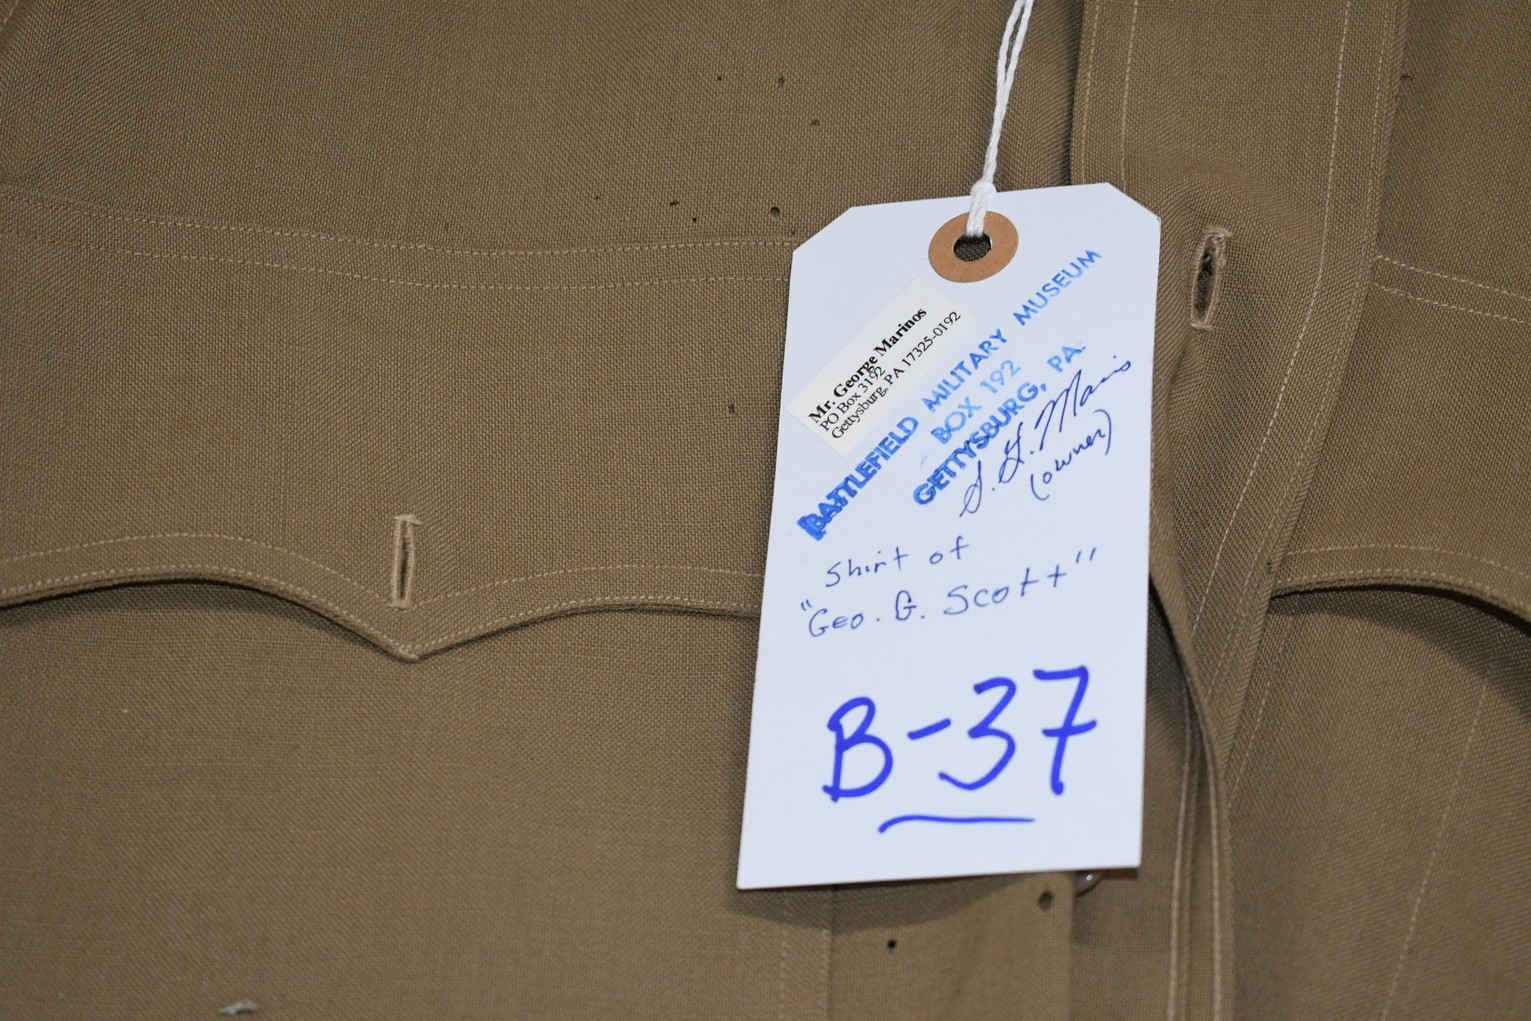 Mr. George Marinos
PO Box 3192
Gettysburg, PA 17325-0192
BATTLEFIELD MILITARY MUSEUM
BOX 192
GETTYSBURG, PA.
(owner)
Shirt of
"Geo. G. Scott"
B-37